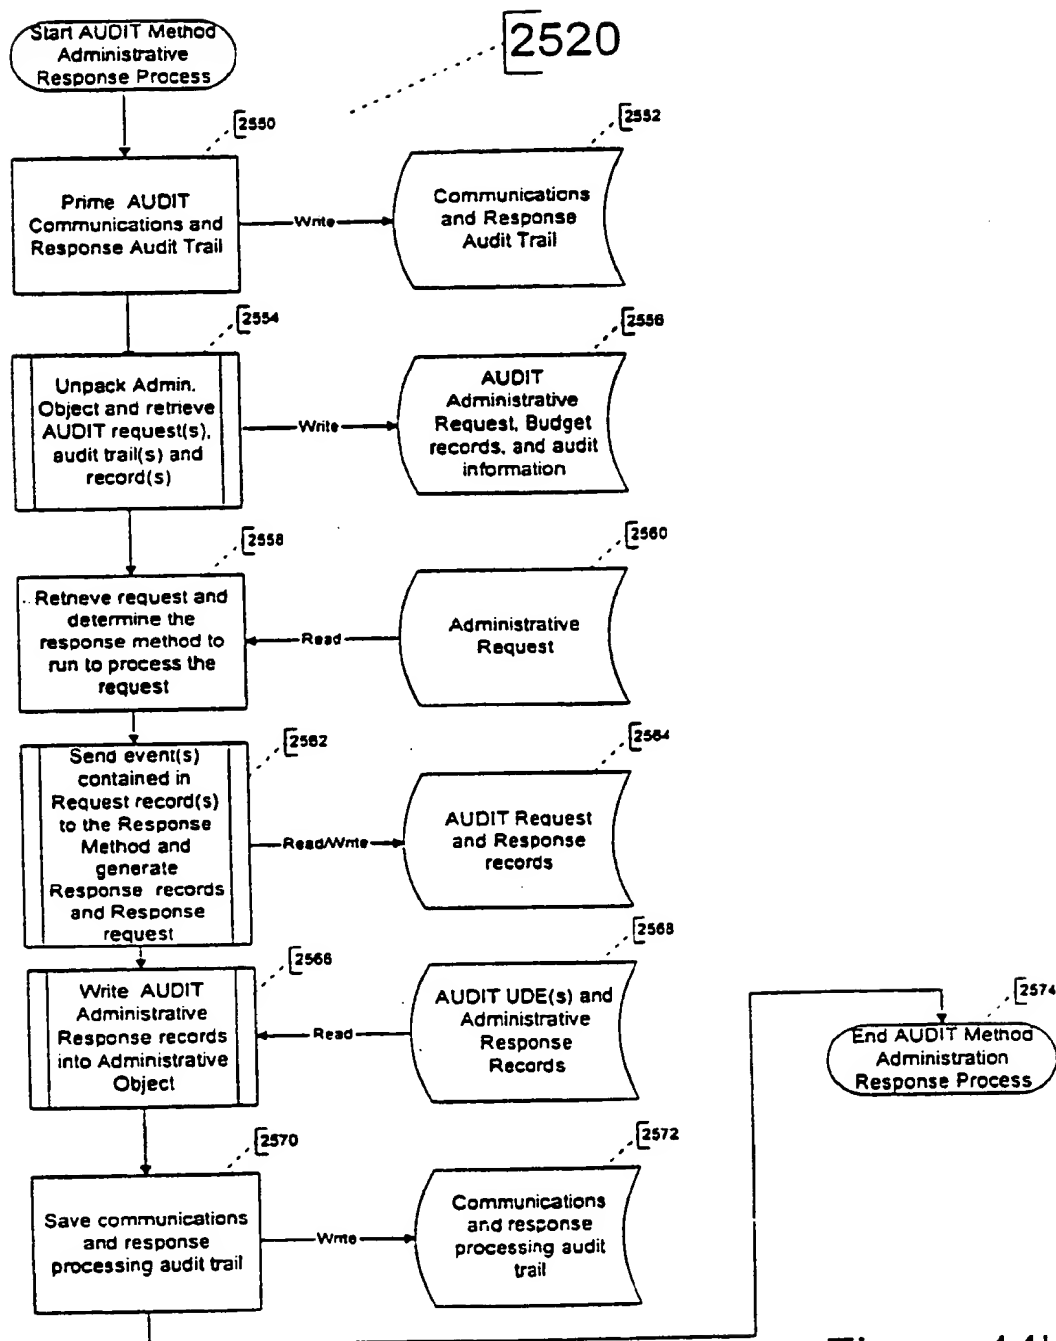 Start AUDIT Method
Administrative
Response Process
2520
2550
Prime AUDIT
Communications and
Response Audit Trail
Write
2552
Communications
and Response
Audit Trail
2554
Unpack Admin.
Object and retrieve
AUDIT request(s),
audit trail(s) and
record(s)
Write
2556
AUDIT
Administrative
Request, Budget
records, and audit
information
2558
Retrieve request and
determine the
response method to
run to process the
request
Read
2560
Administrative
Request
2562
Send event(s)
contained in
Request record(s)
to the Response
Method and
generate
Response records
and Response
request
Read/Write
2564
AUDIT Request
and Response
records
2566
Write AUDIT
Administrative
Response records
into Administrative
Object
Read
2568
AUDIT UDE(s) and
Administrative
Response
Records
2570
Save communications
and response
processing audit trail
Write
2572
Communications
and response
processing audit
trail
2574
End AUDIT Method
Administration
Response Process